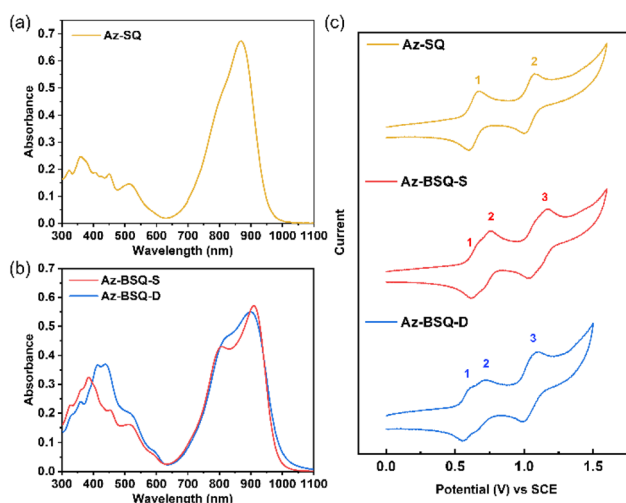 (a)
Az-SQ
0.7
0.6
0.5
0.4
0.3
0.2
0.1
0.0
Absorbance
300 400 500 600 700 800 900 1000 1100
Wavelength (nm)
(b)
Az-BSQ-S
Az-BSQ-D
0.7
0.6
0.5
0.4
0.3
0.2
0.1
0.0
Absorbance
300 400 500 600 700 800 900 1000 1100
Wavelength (nm)
(c)
Az-SQ
1 2
Az-BSQ-S
1 2 3
Az-BSQ-D
1 2 3
Current
0.0 0.5 1.0 1.5
Potential (V) vs SCE